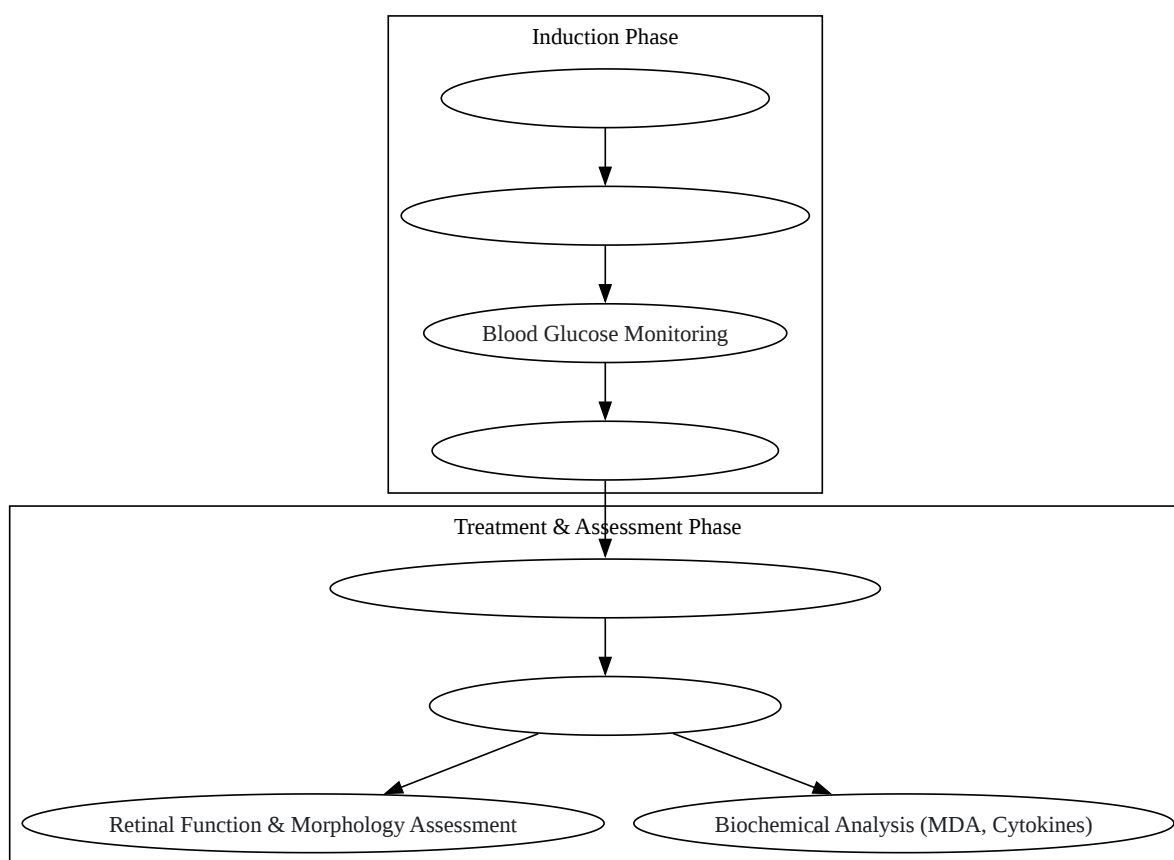 Induction Phase
Blood Glucose Monitoring
Treatment & Assessment Phase
Retinal Function & Morphology Assessment
Biochemical Analysis (MDA, Cytokines)